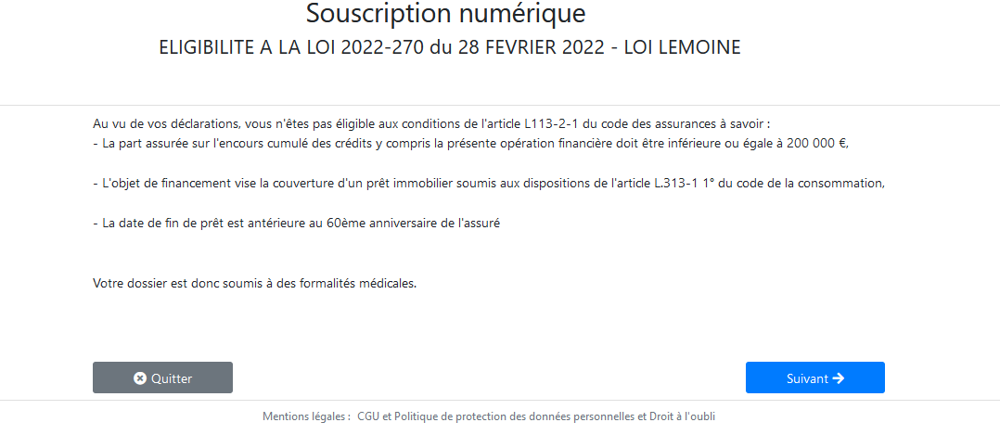 Souscription numérique
ELIGIBILITE A LA LOI 2022-270 du 28 FEVRIER 2022 - LOI LEMOINE
Au vu de vos déclarations, vous n'êtes pas éligible aux conditions de l'article L113-2-1 du code des assurances à savoir :
- La part assurée sur l'encours cumulé des crédits y compris la présente opération financière doit être inférieure ou égale à 200 000 €,
- L'objet de financement vise la couverture d'un prêt immobilier soumis aux dispositions de l'article L.313-1 1° du code de la consommation,
- La date de fin de prêt est antérieure au 60ème anniversaire de l'assuré
Votre dossier est donc soumis à des formalités médicales.
Quitter
Suivant
Mentions légales : CGU et Politique de protection des données personnelles et Droit à l'oubli